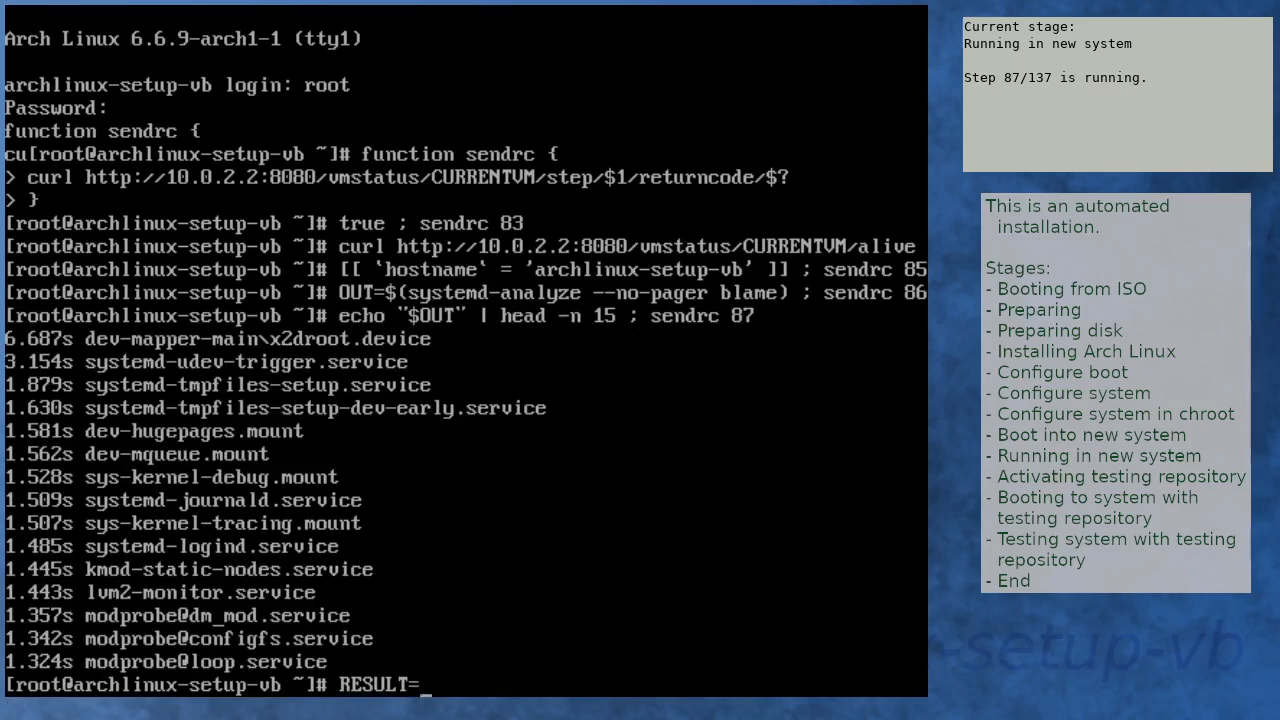 Arch Linux 6.6.9-arch1-1 (tty1)
archlinux-setup-vb login: root
Password:
function sendrc {
cu[root@archlinux-setup-vb ~]# function sendrc {
> curl http://10.0.2.2:8080/vmstatus/CURRENTVM/step/$1/returncode/$?
> }
[root@archlinux-setup-vb ~]# true ; sendrc 83
[root@archlinux-setup-vb ~]# curl http://10.0.2.2:8080/vmstatus/CURRENTVM/alive
[root@archlinux-setup-vb ~]# [[ `hostname` = 'archlinux-setup-vb' ]] ; sendrc 85
[root@archlinux-setup-vb ~]# OUT=$(systemd-analyze --no-pager blame) ; sendrc 86
[root@archlinux-setup-vb ~]# echo "$OUT" | head -n 15 ; sendrc 87
6.687s dev-mapper-main\x2droot.device
3.154s systemd-udev-trigger.service
1.879s systemd-tmpfiles-setup.service
1.630s systemd-tmpfiles-setup-dev-early.service
1.581s dev-hugepages.mount
1.562s dev-mqueue.mount
1.528s sys-kernel-debug.mount
1.509s systemd-journald.service
1.507s sys-kernel-tracing.mount
1.485s systemd-logind.service
1.445s kmod-static-nodes.service
1.443s lvm2-monitor.service
1.357s modprobe@dm_mod.service
1.342s modprobe@configfs.service
1.324s modprobe@loop.service
[root@archlinux-setup-vb ~]# RESULT=_
Current stage:
Running in new system
Step 87/137 is running.
This is an automated
installation.
Stages:
- Booting from ISO
- Preparing
- Preparing disk
- Installing Arch Linux
- Configure boot
- Configure system
- Configure system in chroot
- Boot into new system
- Running in new system
- Activating testing repository
- Booting to system with
testing repository
- Testing system with testing
repository
- End
-setup-vb